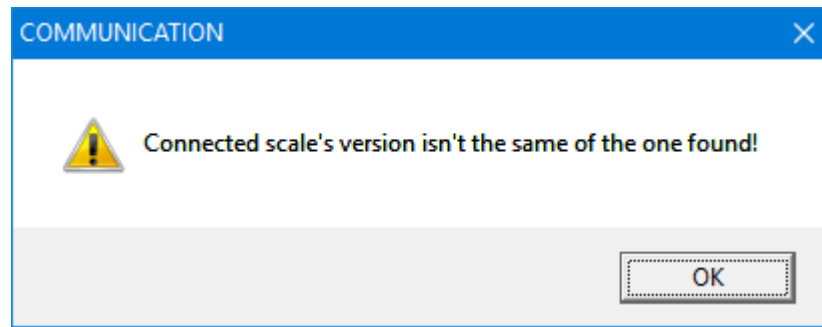 COMMUNICATION
Connected scale's version isn't the same of the one found!
OK